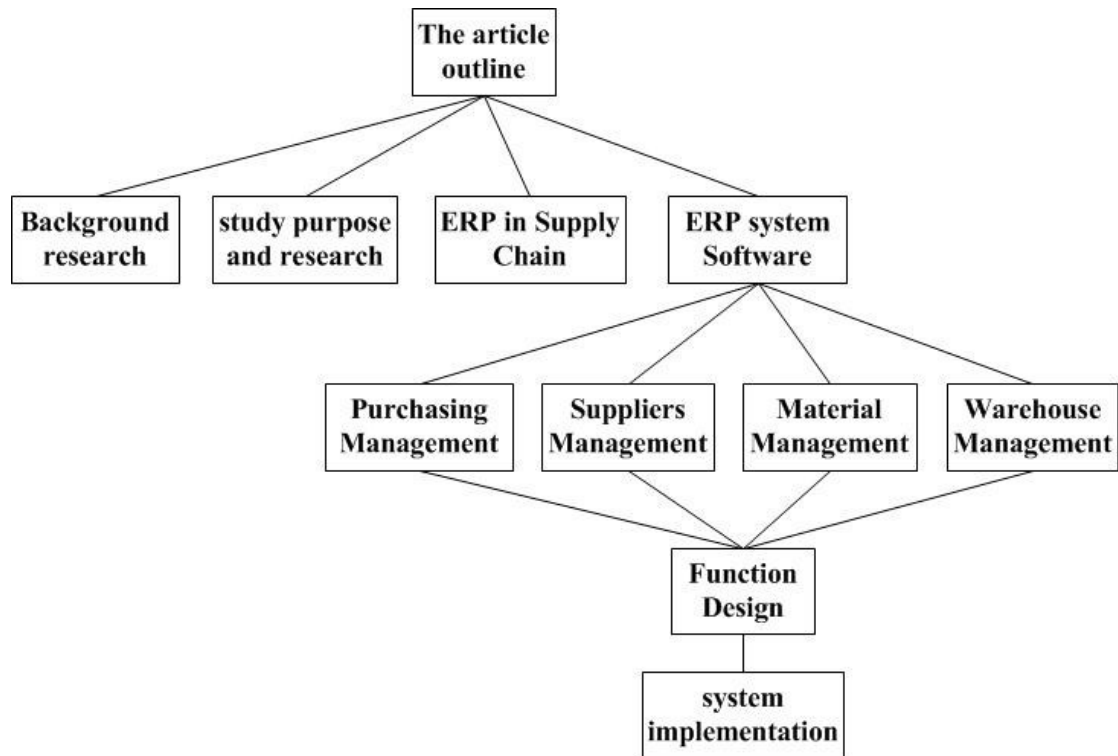 The article
outline
Background
research
study purpose
and research
ERP in Supply
Chain
ERP system
Software
Purchasing
Management
Suppliers
Management
Material
Management
Warehouse
Management
Function
Design
system
implementation